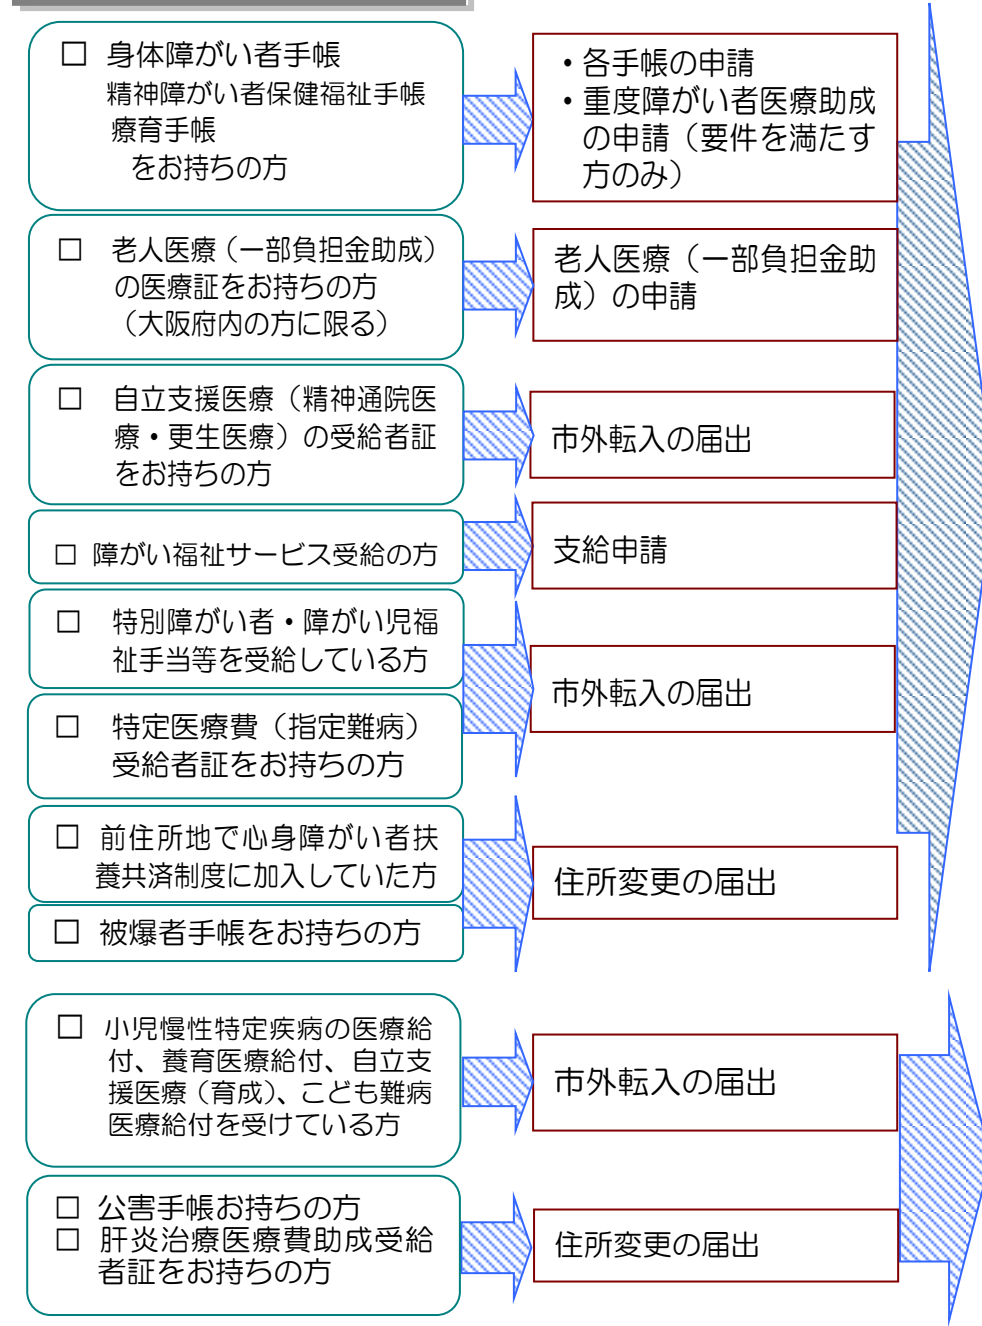 □ 身体障がい者手帳
精神障がい者保健福祉手帳
療育手帳
をお持ちの方
・各手帳の申請
・重度障がい者医療助成
の申請（要件を満たす
方のみ）
□ 老人医療（一部負担金助成）
の医療証をお持ちの方
（大阪府内の方に限る）
老人医療（一部負担金助
成）の申請
□ 自立支援医療（精神通院医
療・更生医療）の受給者証
をお持ちの方
市外転入の届出
□ 障がい福祉サービス受給の方
支給申請
□ 特別障がい者・障がい児福
祉手当等を受給している方
□ 特定医療費（指定難病）
受給者証をお持ちの方
市外転入の届出
□ 前住所地で心身障がい者扶
養共済制度に加入していた方
□ 被爆者手帳をお持ちの方
住所変更の届出
□ 小児慢性特定疾病の医療給
付、養育医療給付、自立支
援医療（育成）、こども難病
医療給付を受けている方
市外転入の届出
□ 公害手帳お持ちの方
□ 肝炎治療医療費助成受給
者証をお持ちの方
住所変更の届出